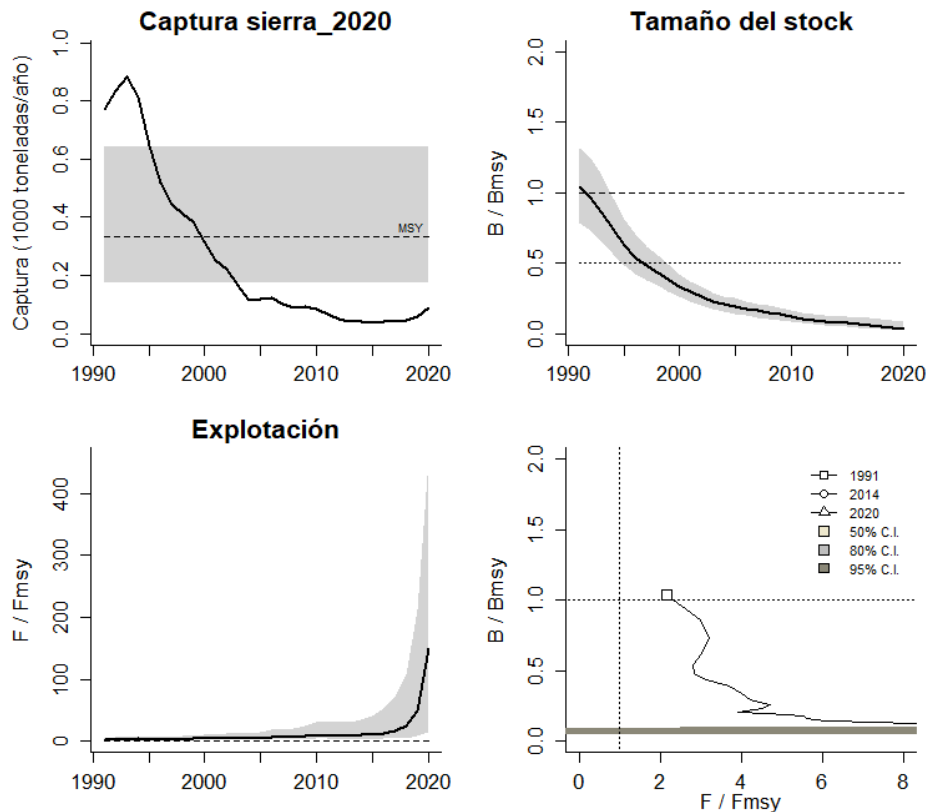 Captura sierra_2020
Captura (1000 toneladas/año)
0.0 0.2 0.4 0.6 0.8 1.0
MSY
1990 2000 2010 2020
Tamaño del stock
B / Bmsy
0.0 0.5 1.0 1.5 2.0
1990 2000 2010 2020
Explotación
F / Fmsy
0 100 200 300 400
1990 2000 2010 2020
B / Bmsy
0.0 0.5 1.0 1.5 2.0
1991
2014
2020
50% C.I.
80% C.I.
95% C.I.
0 2 4 6 8
F / Fmsy